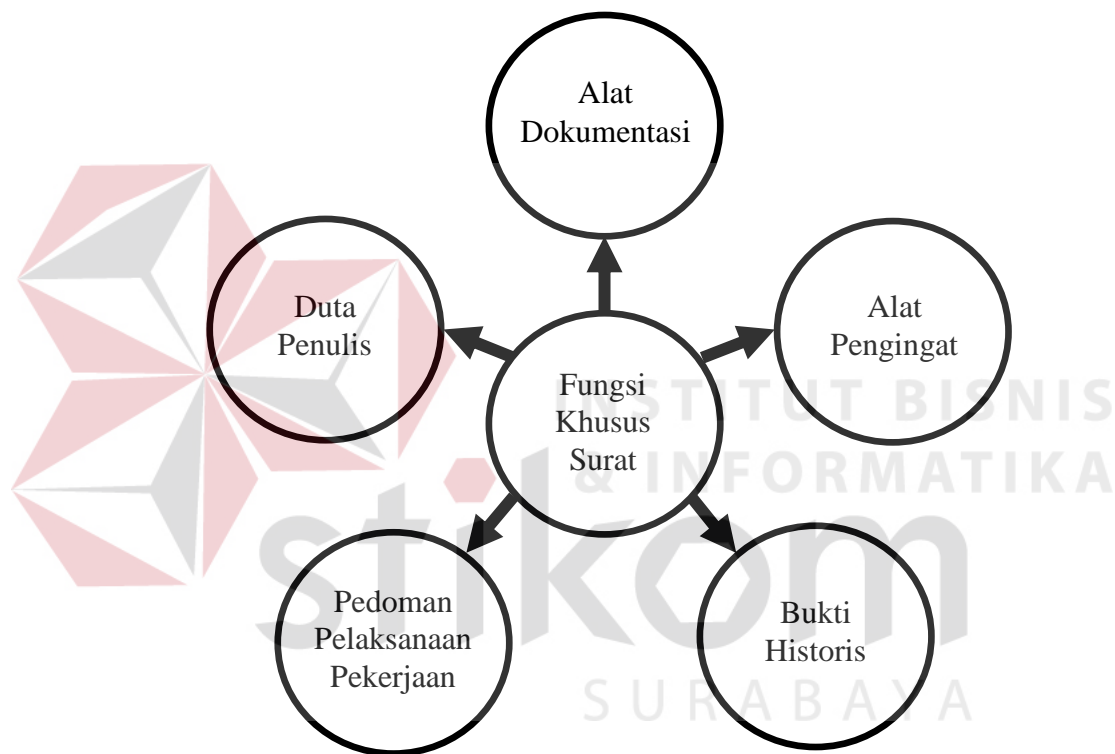 Alat
Dokumentasi
Duta
Penulis
Alat
Pengingat
Fungsi
Khusus
Surat
Pedoman
Pelaksanaan
Pekerjaan
Bukti
Historis
INSTITUT BISNIS
& INFORMATIKA
stikom
SURABAYA